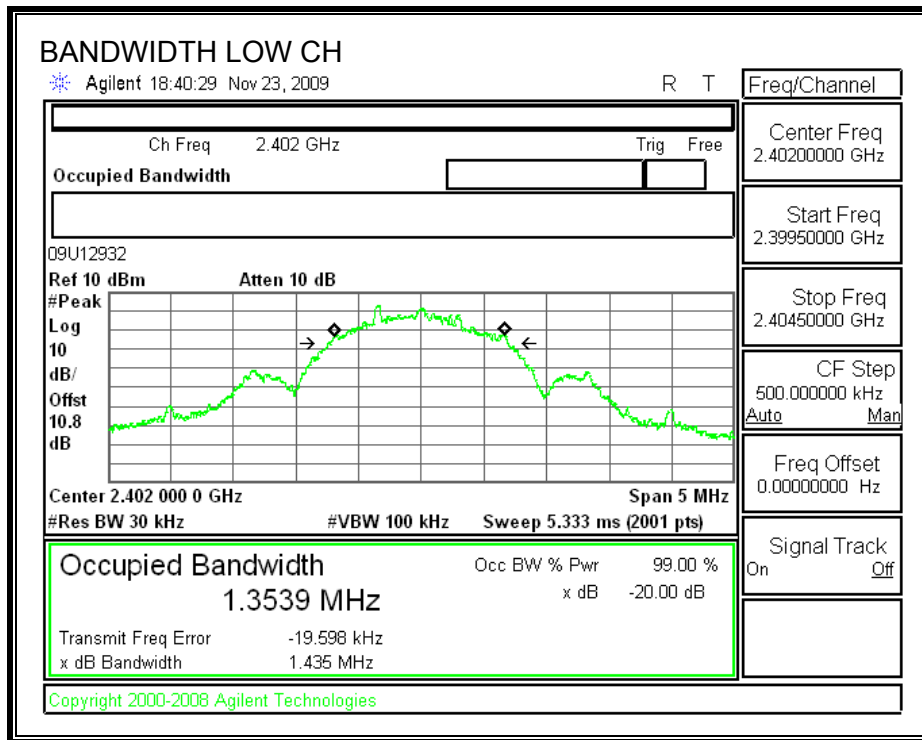 BANDWIDTH LOW CH
Agilent 18:40:29 Nov 23, 2009 R T
Freq/Channel
Ch Freq 2.402 GHz Trig Free
Occupied Bandwidth
Center Freq
2.40200000 GHz
Start Freq
2.39950000 GHz
09U12932
Ref 10 dBm Atten 10 dB
#Peak
Log
10
dB/
Offst
10.8
dB
Stop Freq
2.40450000 GHz
CF Step
500.000000 kHz
Auto Man
Freq Offset
0.00000000 Hz
Center 2.402 000 0 GHz Span 5 MHz
#Res BW 30 kHz #VBW 100 kHz Sweep 5.333 ms (2001 pts)
Signal Track
On Off
Occupied Bandwidth
1.3539 MHz
Occ BW % Pwr 99.00 %
x dB -20.00 dB
Transmit Freq Error -19.598 kHz
x dB Bandwidth 1.435 MHz
Copyright 2000-2008 Agilent Technologies